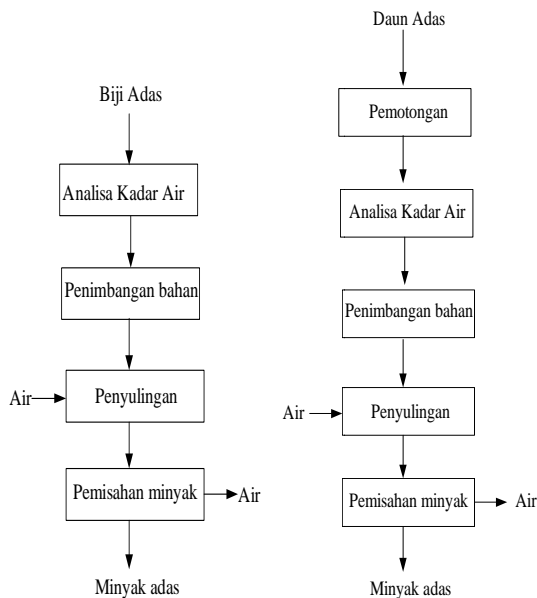 Biji Adas
Analisa Kadar Air
Penimbangan bahan
Air
Penyulingan
Pemisahan minyak
Air
Minyak adas
Daun Adas
Pemotongan
Analisa Kadar Air
Penimbangan bahan
Air
Penyulingan
Pemisahan minyak
Air
Minyak adas